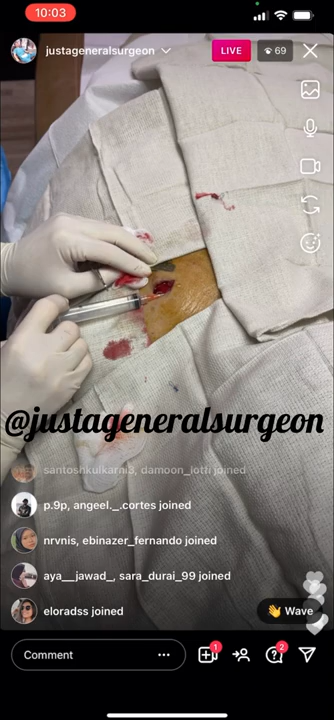 10:03
justageneralsurgeon
LIVE
69
@justageneralsurgeon
santoshkulkarni3, damoon_lotfi joined
p.9p, angeel._.cortes joined
nrvnis, ebinazer_fernando joined
aya__jawad_, sara_durai_99 joined
eloradss joined
👋 Wave
Comment
1
2